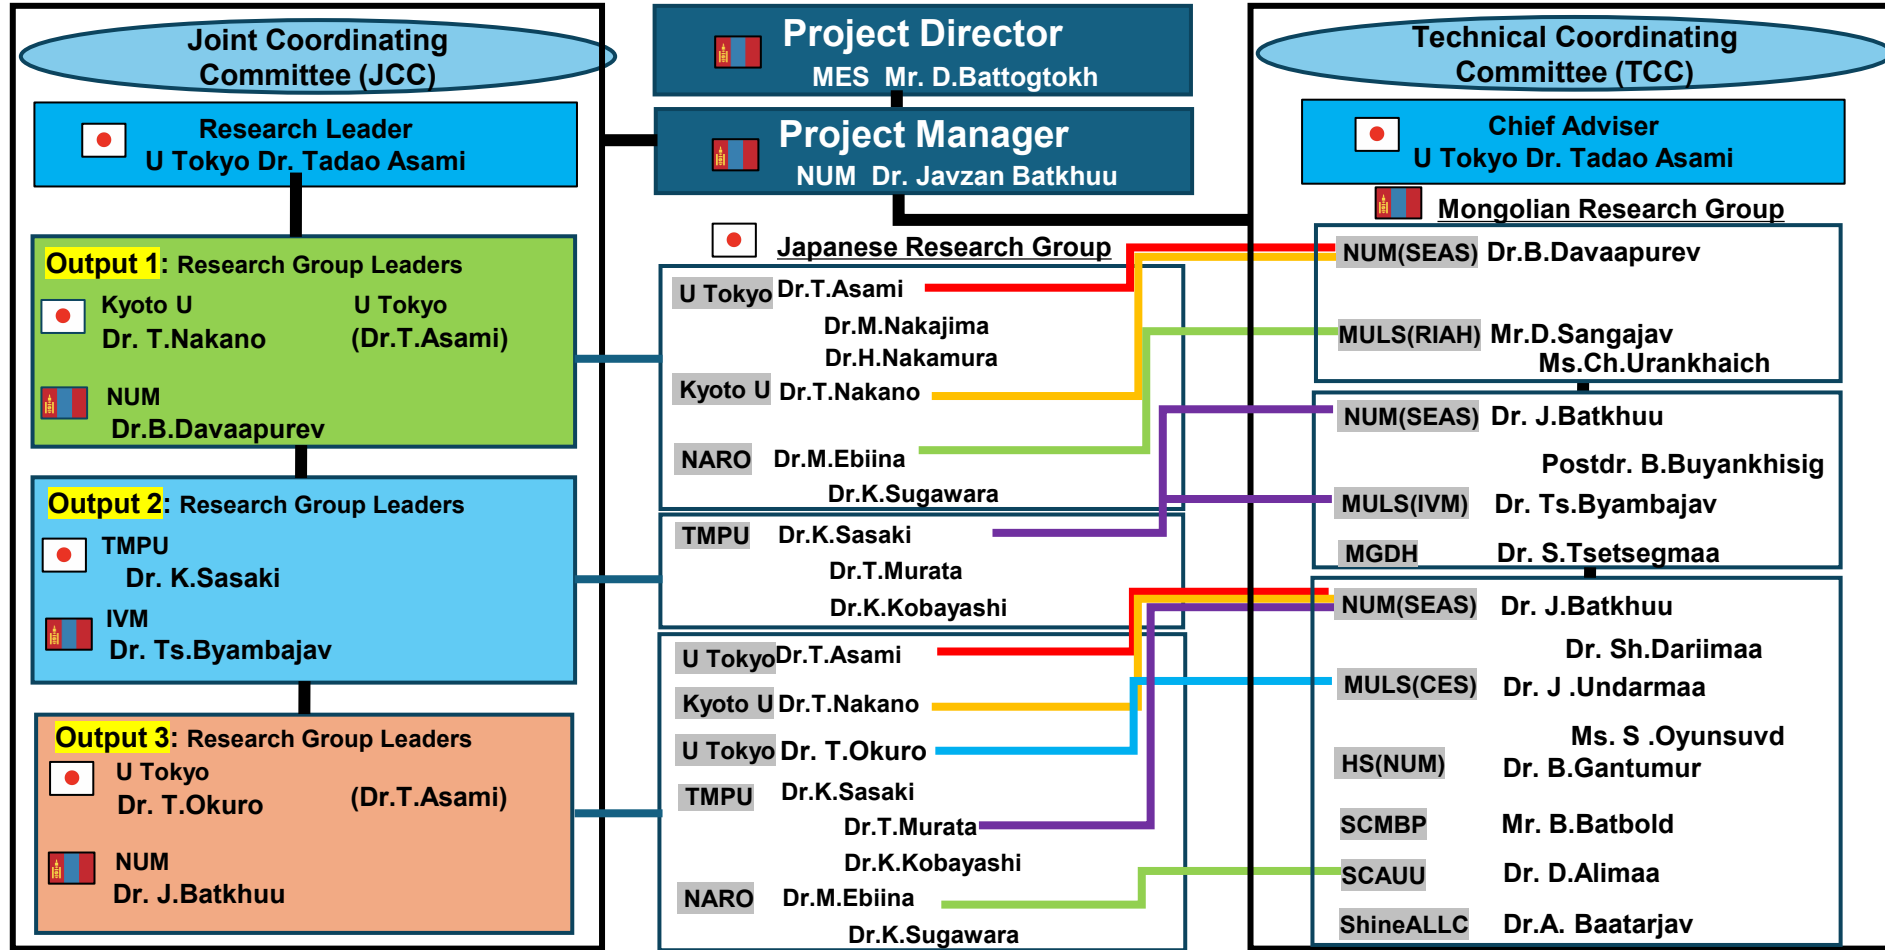 Joint Coordinating
Committee (JCC)
Research Leader
U Tokyo Dr. Tadao Asami
Output 1: Research Group Leaders
Kyoto U
Dr. T.Nakano
U Tokyo
(Dr.T.Asami)
NUM
Dr.B.Davaapurev
Output 2: Research Group Leaders
TMPU
Dr. K.Sasaki
IVM
Dr. Ts.Byambajav
Output 3: Research Group Leaders
U Tokyo
Dr. T.Okuro (Dr.T.Asami)
NUM
Dr. J.Batkhuu
Project Director
MES Mr. D.Battogtokh
Project Manager
NUM Dr. Javzan Batkhuu
Japanese Research Group
U Tokyo Dr.T.Asami
Dr.M.Nakajima
Dr.H.Nakamura
Kyoto U Dr.T.Nakano
NARO Dr.M.Ebiina
Dr.K.Sugawara
TMPU Dr.K.Sasaki
Dr.T.Murata
Dr.K.Kobayashi
U Tokyo Dr.T.Asami
Kyoto U Dr.T.Nakano
U Tokyo Dr. T.Okuro
TMPU Dr.K.Sasaki
Dr.T.Murata
Dr.K.Kobayashi
NARO Dr.M.Ebiina
Dr.K.Sugawara
Technical Coordinating
Committee (TCC)
Chief Adviser
U Tokyo Dr. Tadao Asami
Mongolian Research Group
NUM(SEAS) Dr.B.Davaapurev
MULS(RIAH) Mr.D.Sangajav
Ms.Ch.Urankhaich
NUM(SEAS) Dr. J.Batkhuu
Postdr. B.Buyankhisig
MULS(IVM) Dr. Ts.Byambajav
MGDH Dr. S.Tsetsegmaa
NUM(SEAS) Dr. J.Batkhuu
Dr. Sh.Dariimaa
MULS(CES) Dr. J .Undarmaa
Ms. S .Oyunsuvd
HS(NUM) Dr. B.Gantumur
SCMBP Mr. B.Batbold
SCAUU Dr. D.Alimaa
ShineALLC Dr.A. Baatarjav